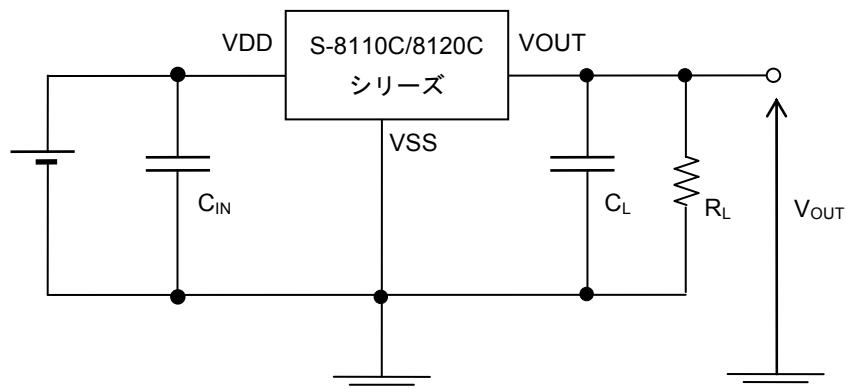 VDD
S-8110C/8120C
シリーズ
VOUT
VSS
CIN
CL
RL
VOUT